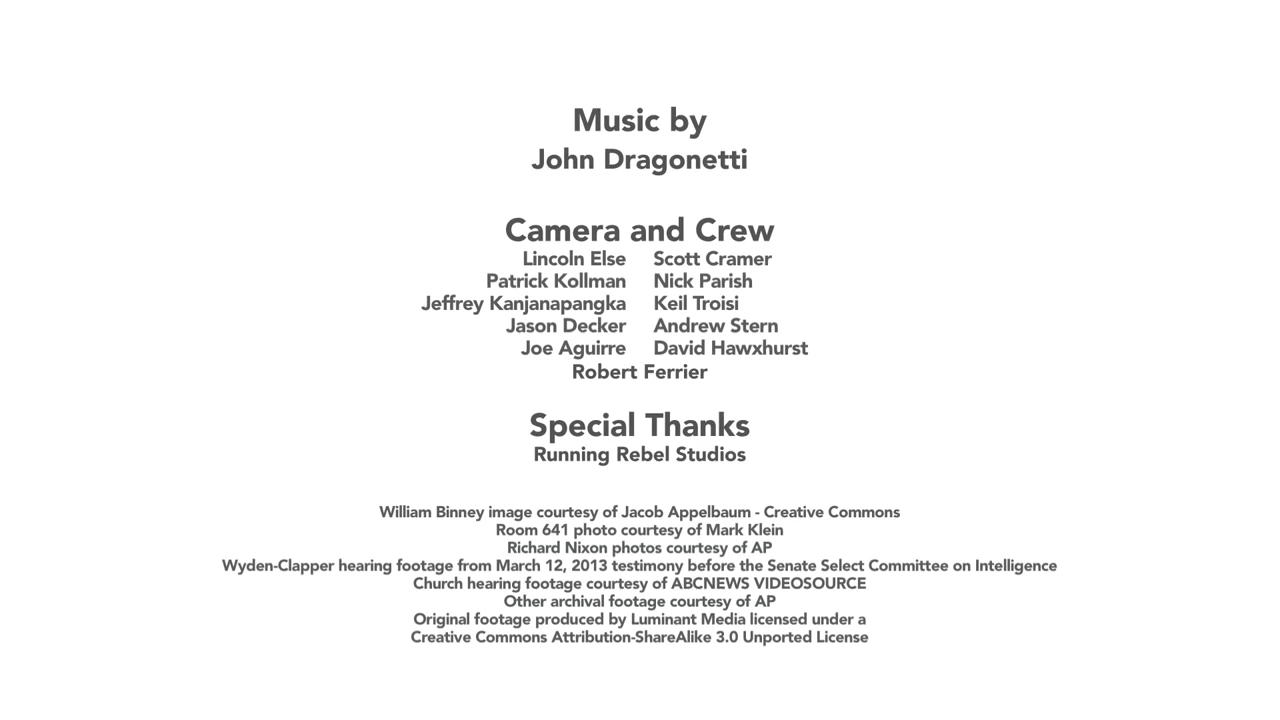 Music by
John Dragonetti
Camera and Crew
Lincoln Else Scott Cramer
Patrick Kollman Nick Parish
Jeffrey Kanjanapangka Keil Troisi
Jason Decker Andrew Stern
Joe Aguirre David Hawxhurst
Robert Ferrier
Special Thanks
Running Rebel Studios
William Binney image courtesy of Jacob Appelbaum - Creative Commons
Room 641 photo courtesy of Mark Klein
Richard Nixon photos courtesy of AP
Wyden-Clapper hearing footage from March 12, 2013 testimony before the Senate Select Committee on Intelligence
Church hearing footage courtesy of ABCNEWS VIDEOSOURCE
Other archival footage courtesy of AP
Original footage produced by Luminant Media licensed under a
Creative Commons Attribution-ShareAlike 3.0 Unported License